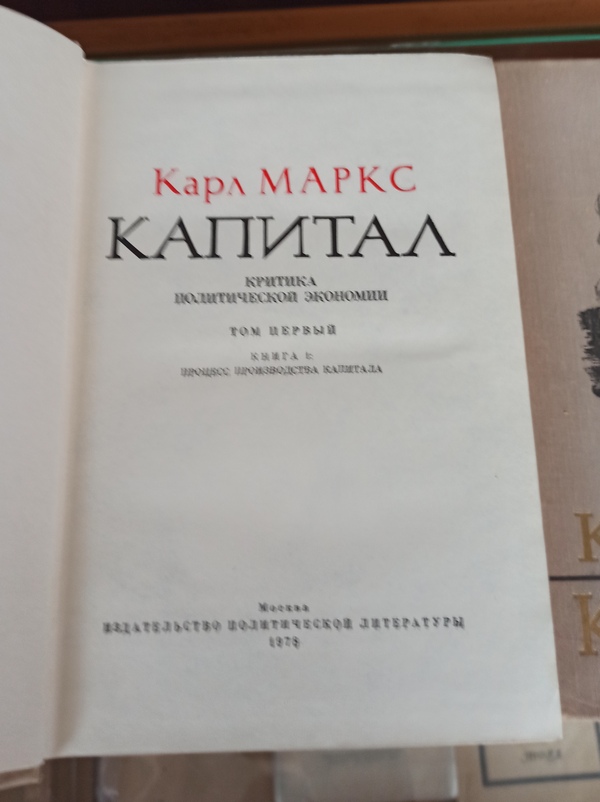 Карл МАРКС
КАПИТАЛ
КРИТИКА
ПОЛИТИЧЕСКОЙ ЭКОНОМИИ
ТОМ ПЕРВЫЙ
КНИГА I:
ПРОЦЕСС ПРОИЗВОДСТВА КАПИТАЛА
Москва
ИЗДАТЕЛЬСТВО ПОЛИТИЧЕСКОЙ ЛИТЕРАТУРЫ
К
К